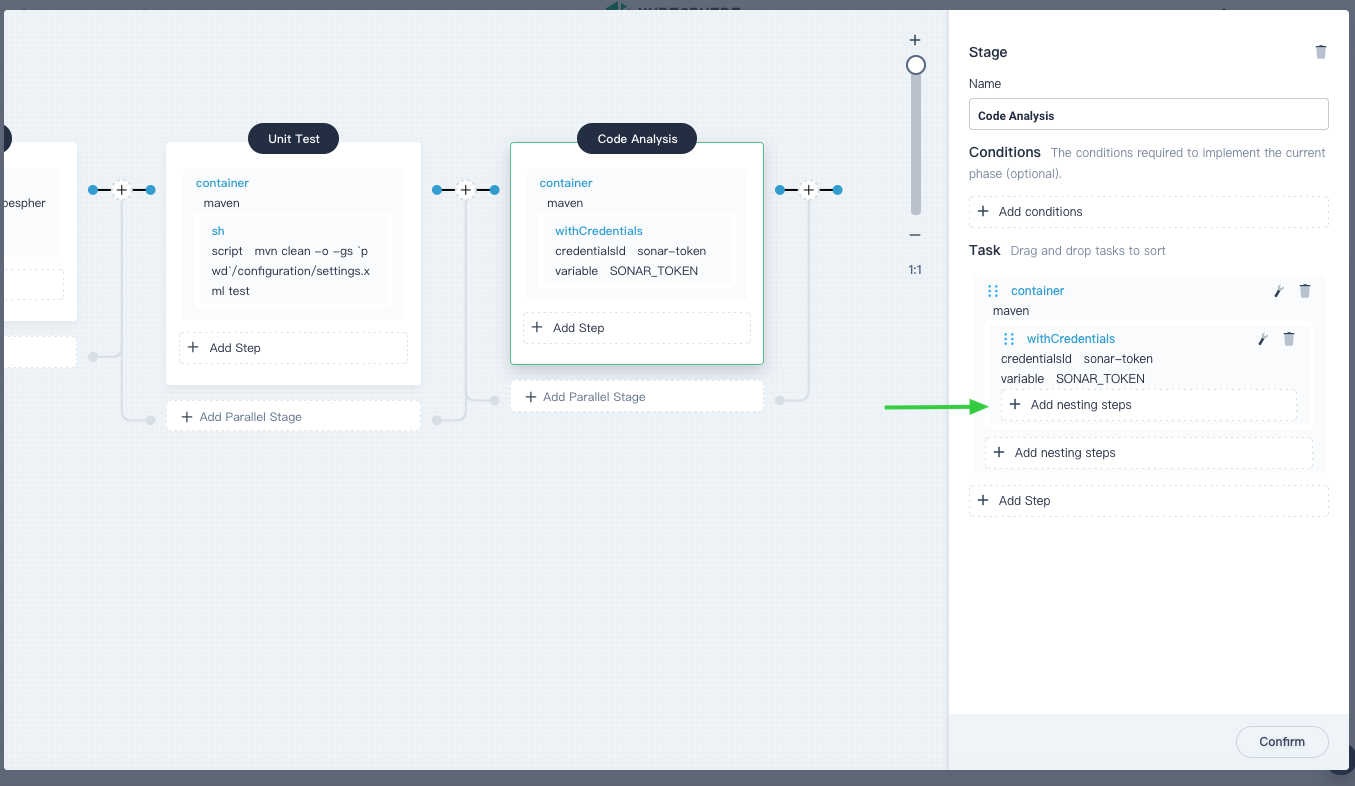 Unit Test
Code Analysis
pespher
container
maven
sh
script mvn clean -o -gs `p
wd`/configuration/settings.x
ml test
+ Add Step
+ Add Parallel Stage
container
maven
withCredentials
credentialsId sonar-token
variable SONAR_TOKEN
+ Add Step
+ Add Parallel Stage
1:1
Stage
Name
Code Analysis
Conditions The conditions required to implement the current
phase (optional).
+ Add conditions
Task Drag and drop tasks to sort
container
maven
withCredentials
credentialsId sonar-token
variable SONAR_TOKEN
+ Add nesting steps
+ Add nesting steps
+ Add Step
Confirm